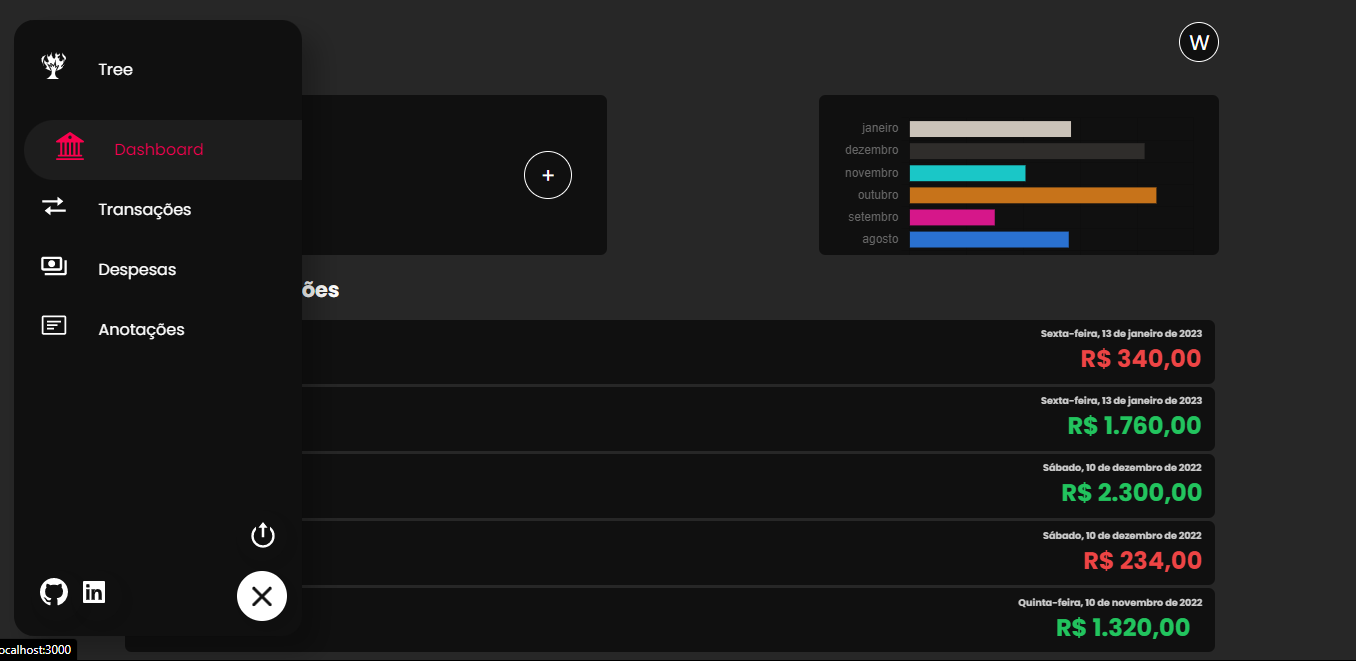 Tree
Dashboard
Transações
Despesas
Anotações
in
ocalhost:3000
W
+
janeiro
dezembro
novembro
outubro
setembro
agosto
ões
Sexta-feira, 13 de janeiro de 2023
R$ 340,00
Sexta-feira, 13 de janeiro de 2023
R$ 1.760,00
Sábado, 10 de dezembro de 2022
R$ 2.300,00
Sábado, 10 de dezembro de 2022
R$ 234,00
Quinta-feira, 10 de novembro de 2022
R$ 1.320,00